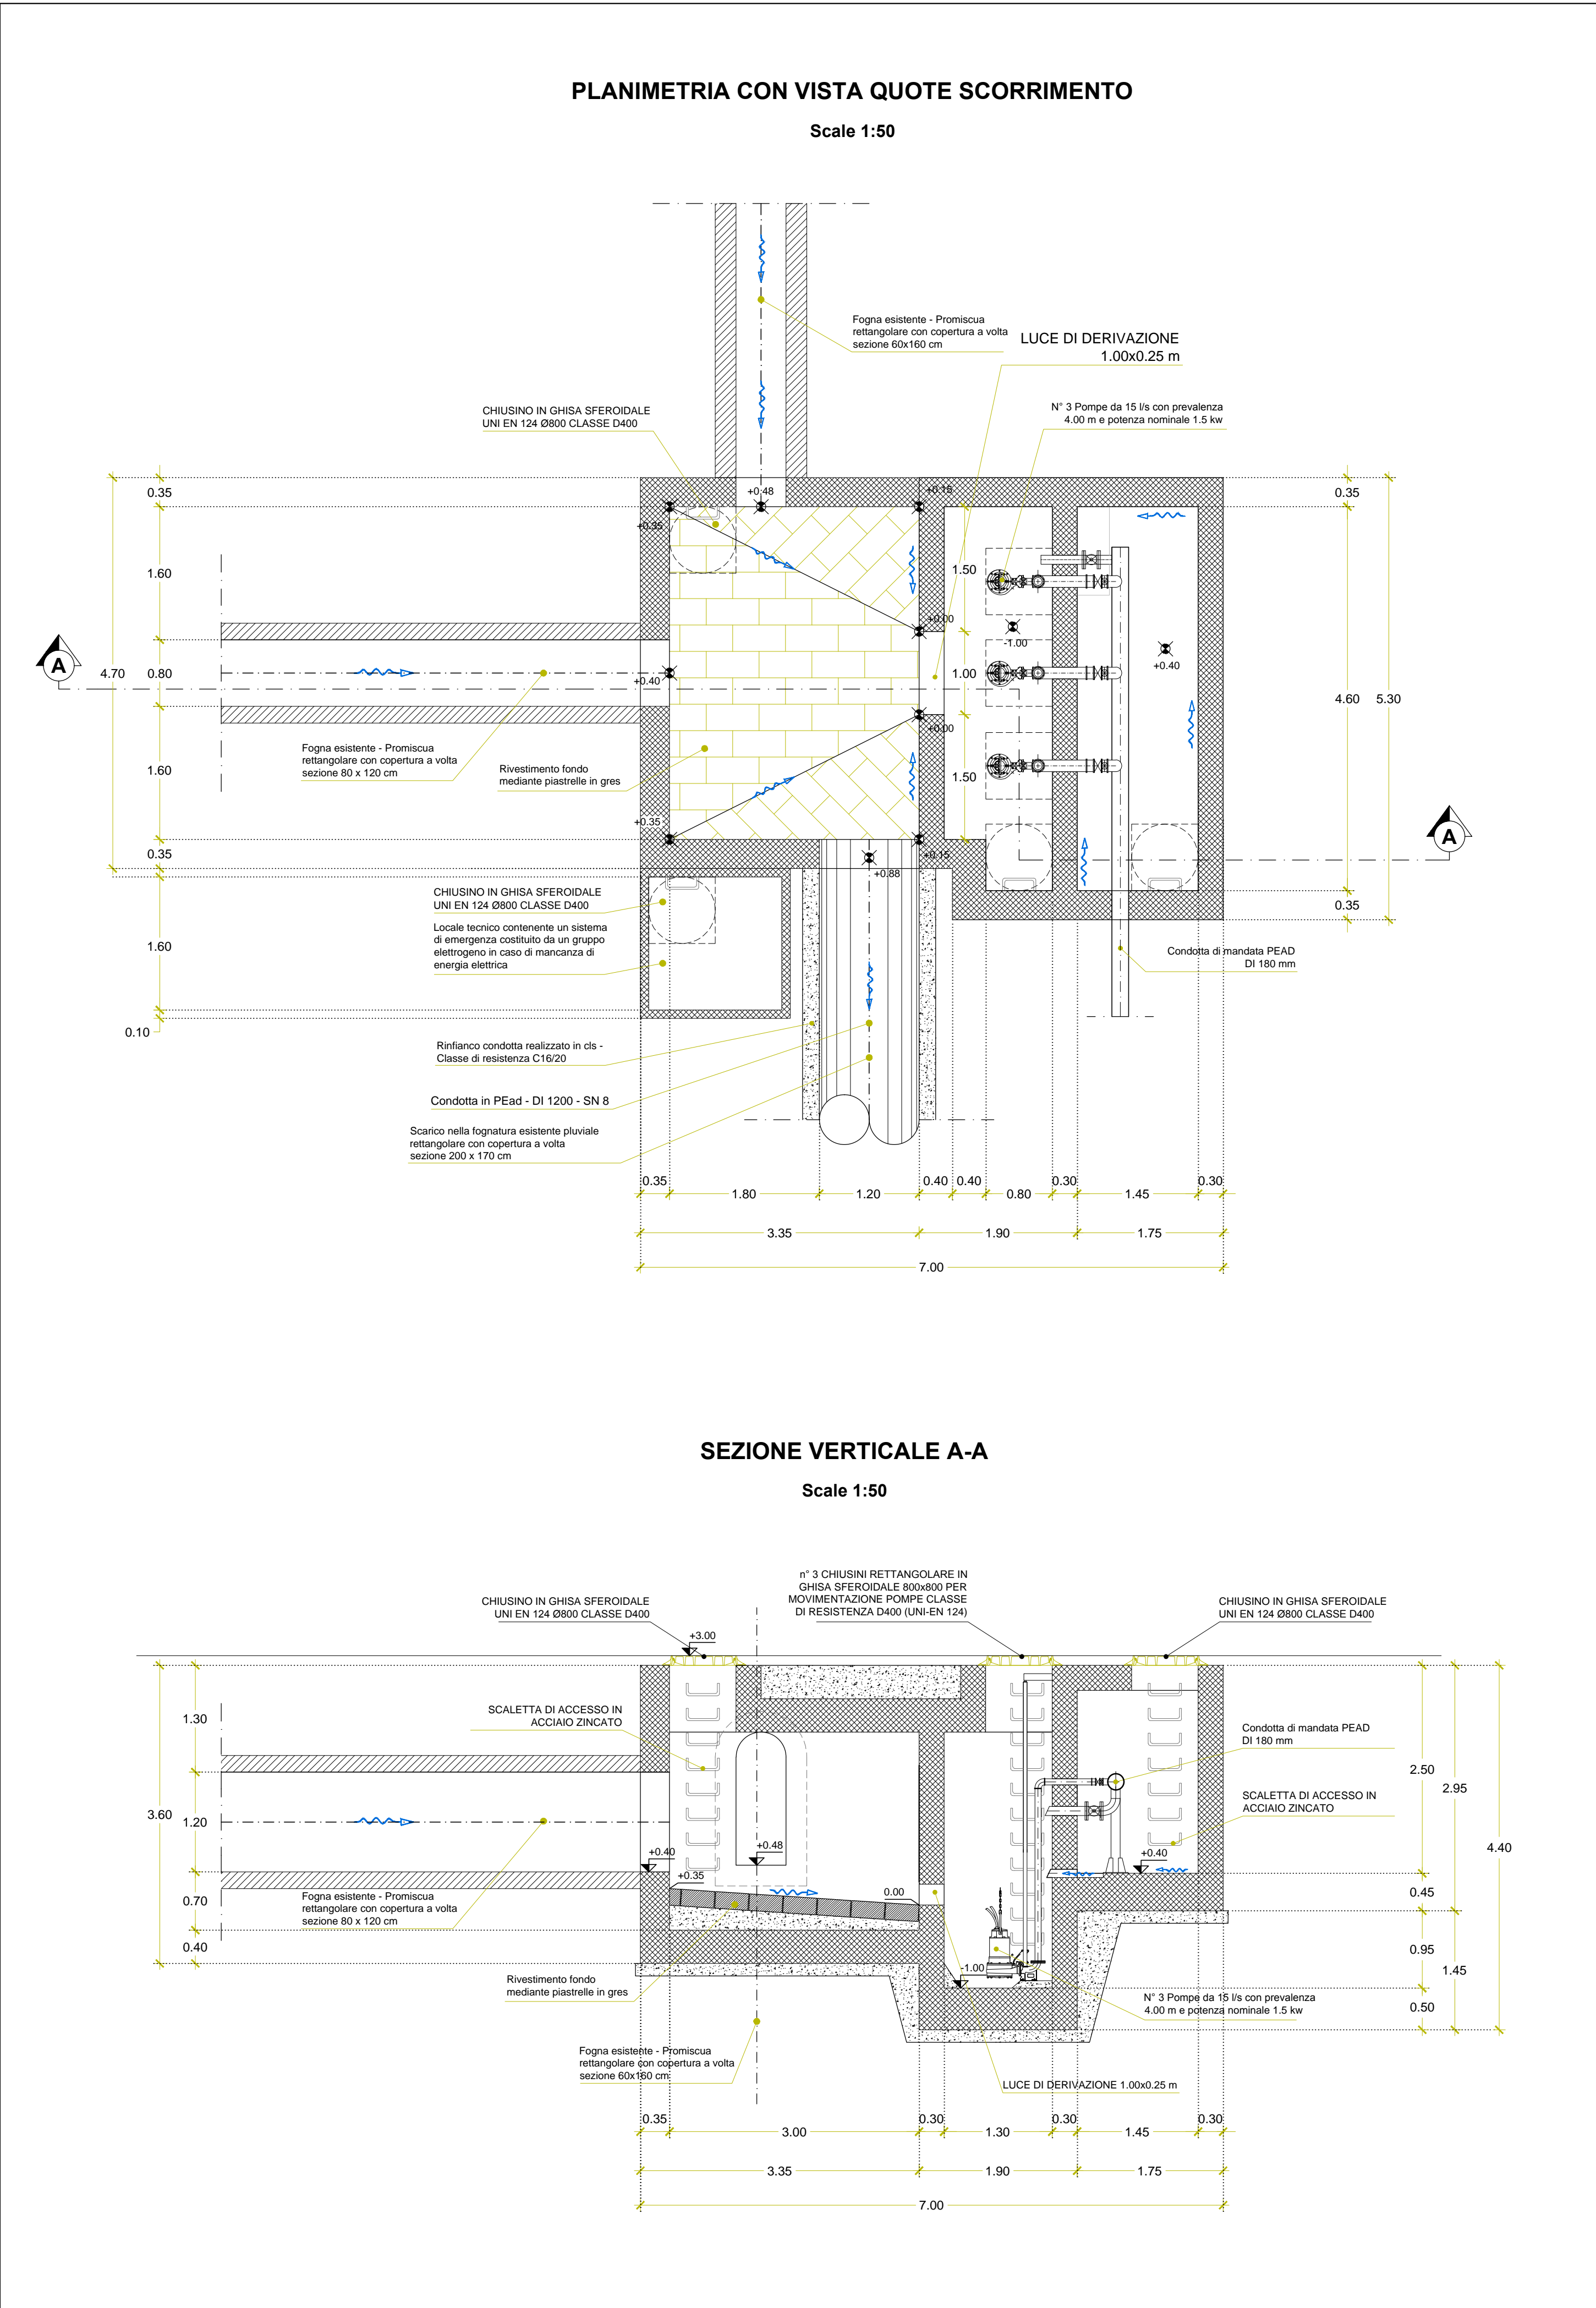 PLANIMETRIA CON VISTA QUOTE SCORRIMENTO
Scale 1:50
Fogna esistente - Promiscua
rettangolare con copertura a volta
sezione 60x160 cm
LUCE DI DERIVAZIONE
1.00x0.25 m
CHIUSINO IN GHISA SFEROIDALE
UNI EN 124 Ø800 CLASSE D400
N° 3 Pompe da 15 l/s con prevalenza
4.00 m e potenza nominale 1.5 kw
0.35
+0.48
+0.15
0.35
+0.35
1.60
1.50
+0.00
-1.00
A
4.70
0.80
+0.40
1.00
+0.40
4.60
5.30
+0.00
Fogna esistente - Promiscua
rettangolare con copertura a volta
sezione 80 x 120 cm
Rivestimento fondo
mediante piastrelle in gres
1.60
1.50
+0.35
A
0.35
+0.15
+0.88
CHIUSINO IN GHISA SFEROIDALE
UNI EN 124 Ø800 CLASSE D400
0.35
Locale tecnico contenente un sistema
di emergenza costituito da un gruppo
elettrogeno in caso di mancanza di
energia elettrica
1.60
Condotta di mandata PEAD
DI 180 mm
0.10
Rinfianco condotta realizzato in cls -
Classe di resistenza C16/20
Condotta in PEad - DI 1200 - SN 8
Scarico nella fognatura esistente pluviale
rettangolare con copertura a volta
sezione 200 x 170 cm
0.35
1.80
1.20
0.40
0.40
0.80
0.30
1.45
0.30
3.35
1.90
1.75
7.00
SEZIONE VERTICALE A-A
Scale 1:50
n° 3 CHIUSINI RETTANGOLARE IN
GHISA SFEROIDALE 800x800 PER
MOVIMENTAZIONE POMPE CLASSE
DI RESISTENZA D400 (UNI-EN 124)
CHIUSINO IN GHISA SFEROIDALE
UNI EN 124 Ø800 CLASSE D400
CHIUSINO IN GHISA SFEROIDALE
UNI EN 124 Ø800 CLASSE D400
+3.00
SCALETTA DI ACCESSO IN
ACCIAIO ZINCATO
1.30
Condotta di mandata PEAD
DI 180 mm
2.50
2.95
SCALETTA DI ACCESSO IN
ACCIAIO ZINCATO
3.60
1.20
+0.48
+0.40
+0.40
4.40
+0.35
0.00
Fogna esistente - Promiscua
rettangolare con copertura a volta
sezione 80 x 120 cm
0.70
0.45
0.40
0.95
-1.00
1.45
Rivestimento fondo
mediante piastrelle in gres
N° 3 Pompe da 15 l/s con prevalenza
4.00 m e potenza nominale 1.5 kw
0.50
Fogna esistente - Promiscua
rettangolare con copertura a volta
sezione 60x160 cm
LUCE DI DERIVAZIONE 1.00x0.25 m
0.35
3.00
0.30
1.30
0.30
1.45
0.30
3.35
1.90
1.75
7.00